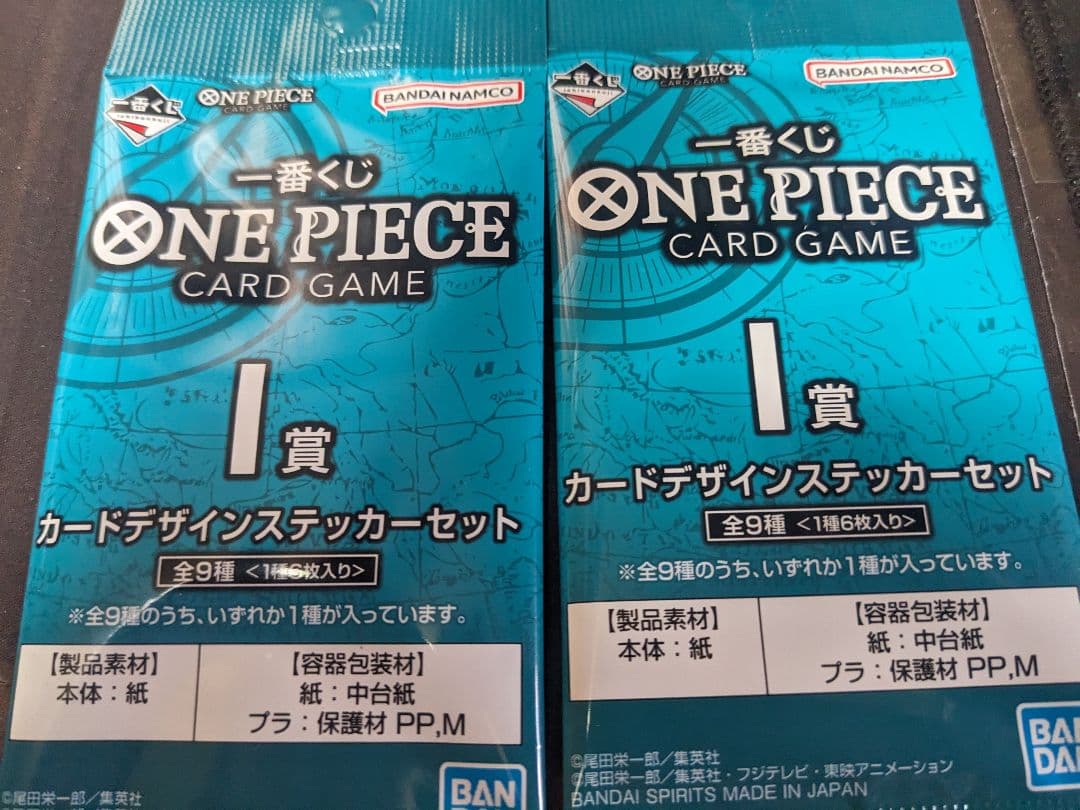 一番くじ
ichibankuji
ONE PIECE
CARD GAME
BANDAI NAMCO
一番くじ
ONE PIECE
CARD GAME
I賞
カードデザインステッカーセット
全9種 <1種6枚入り>
※全9種のうち、いずれか1種が入っています。
【製品素材】
本体：紙
【容器包装材】
紙：中台紙
プラ：保護材 PP,M
©尾田栄一郎／集英社
BAN
一番くじ
ichibankuji
ONE PIECE
CARD GAME
BANDAI NAMCO
一番くじ
ONE PIECE
CARD GAME
I賞
カードデザインステッカーセット
全9種 <1種6枚入り>
※全9種のうち、いずれか1種が入っています。
【製品素材】
本体：紙
【容器包装材】
紙：中台紙
プラ：保護材 PP,M
©尾田栄一郎／集英社
©尾田栄一郎／集英社・フジテレビ・東映アニメーション
BANDAI SPIRITS MADE IN JAPAN
BAN
DAI